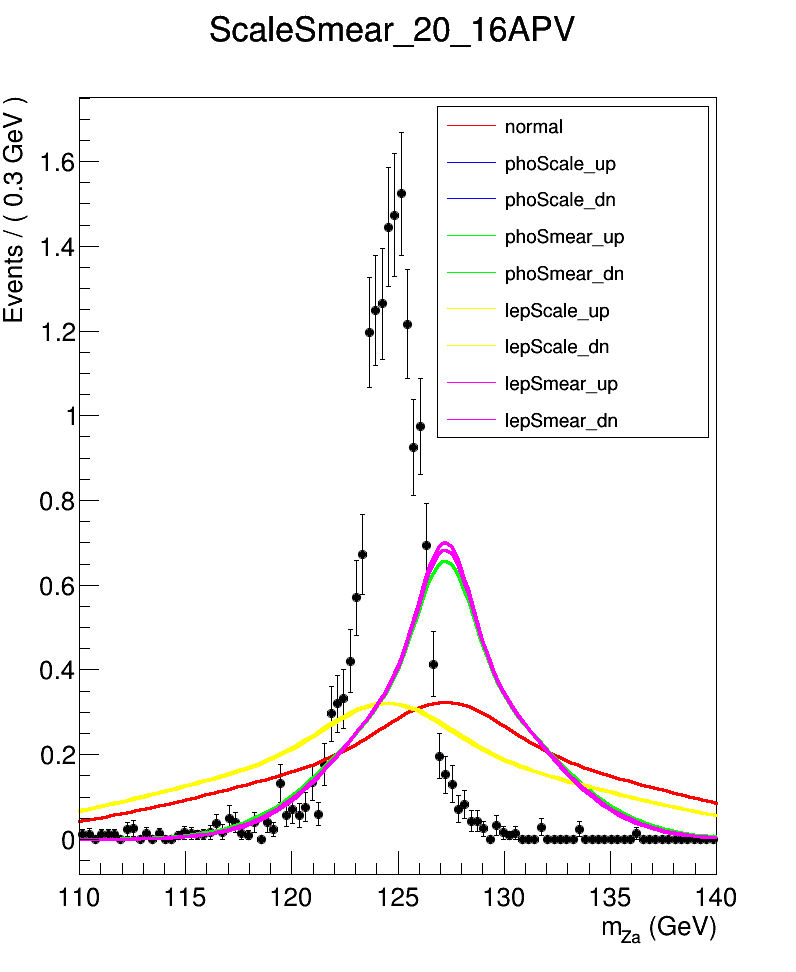 ScaleSmear_20_16APV
Events / ( 0.3 GeV )
normal
phoScale_up
phoScale_dn
phoSmear_up
phoSmear_dn
lepScale_up
lepScale_dn
lepSmear_up
lepSmear_dn
1.6
1.4
1.2
1
0.8
0.6
0.4
0.2
0
110 115 120 125 130 135 140
m_Za (GeV)